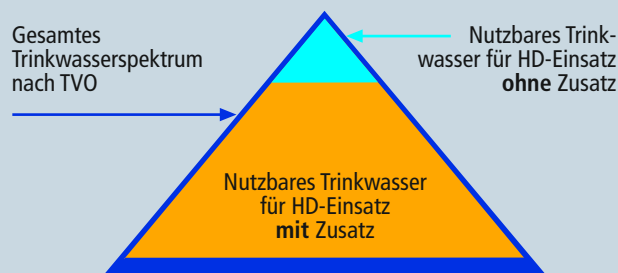 Gesamtes
Trinkwasserspektrum
nach TVO
Nutzbares Trink-
wasser für HD-Einsatz
ohne Zusatz
Nutzbares Trinkwasser
für HD-Einsatz
mit Zusatz